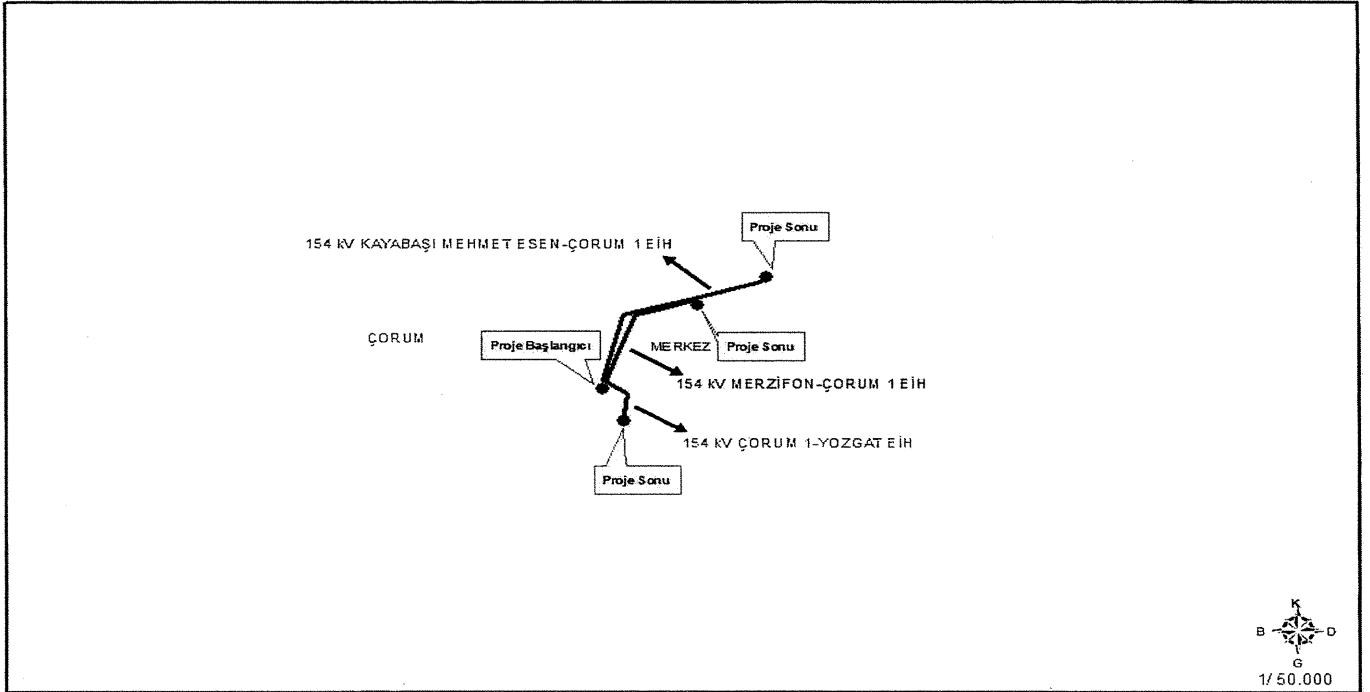 Proje Sonu
154 kV KAYABAŞI MEHMET ESEN-ÇORUM 1 EİH
ÇORUM
Proje Başlangıcı
MERKEZ
Proje Sonu
154 kV MERZİFON-ÇORUM 1 EİH
154 kV ÇORUM 1-YOZGAT EİH
Proje Sonu
K
B
D
G
1/50.000